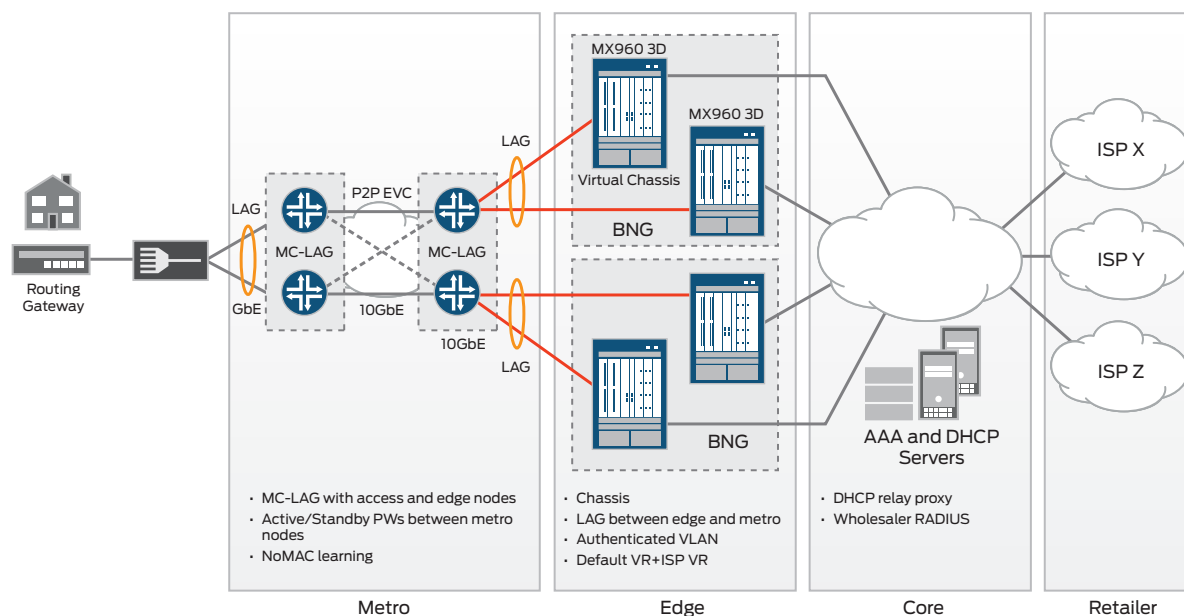 Routing
Gateway
LAG
GbE
MC-LAG
P2P EVC
10GbE
MC-LAG
10GbE
LAG
LAG
MX960 3D
MX960 3D
Virtual Chassis
BNG
BNG
AAA and DHCP
Servers
ISP X
ISP Y
ISP Z
· MC-LAG with access and edge nodes
· Active/Standby PWs between metro
nodes
· NoMAC learning
· Chassis
· LAG between edge and metro
· Authenticated VLAN
· Default VR+ISP VR
· DHCP relay proxy
· Wholesaler RADIUS
Metro
Edge
Core
Retailer